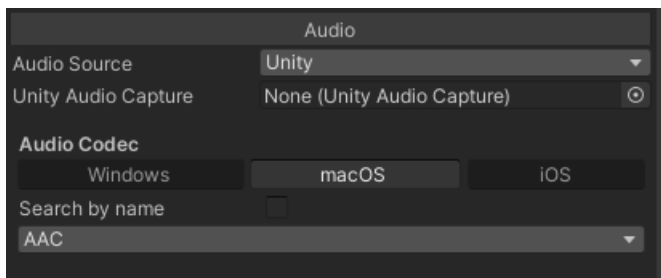 Audio
Audio Source Unity
Unity Audio Capture None (Unity Audio Capture)
Audio Codec
Windows macOS iOS
Search by name
AAC